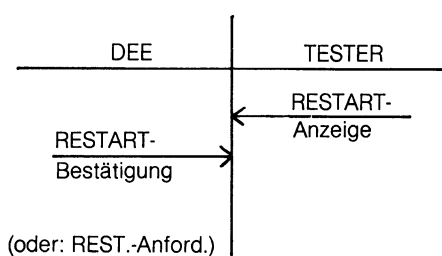 DEE TESTER
RESTART-
Anzeige
RESTART-
Bestätigung
(oder: REST.-Anford.)